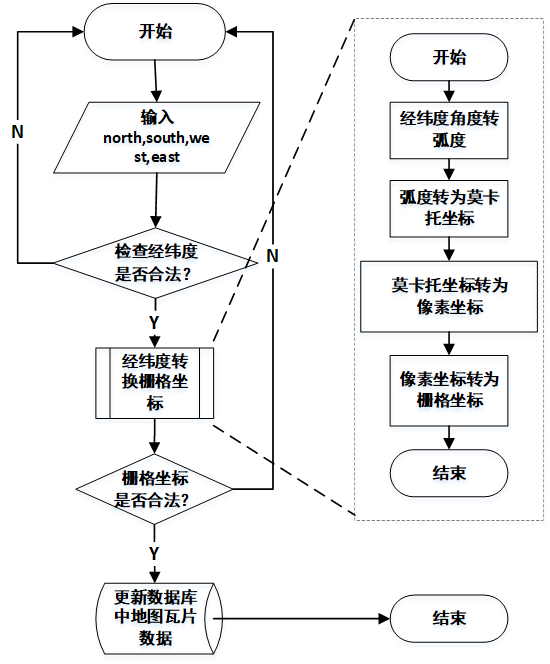 开始
输入
north,south,we
st,east
N
检查经纬度
是否合法?
N
Y
经纬度转
换栅格坐
标
栅格坐标
是否合法?
Y
更新数据库
中地图瓦片
数据
结束
开始
经纬度角度转
弧度
弧度转为莫卡
托坐标
莫卡托坐标转为
像素坐标
像素坐标转为
栅格坐标
结束